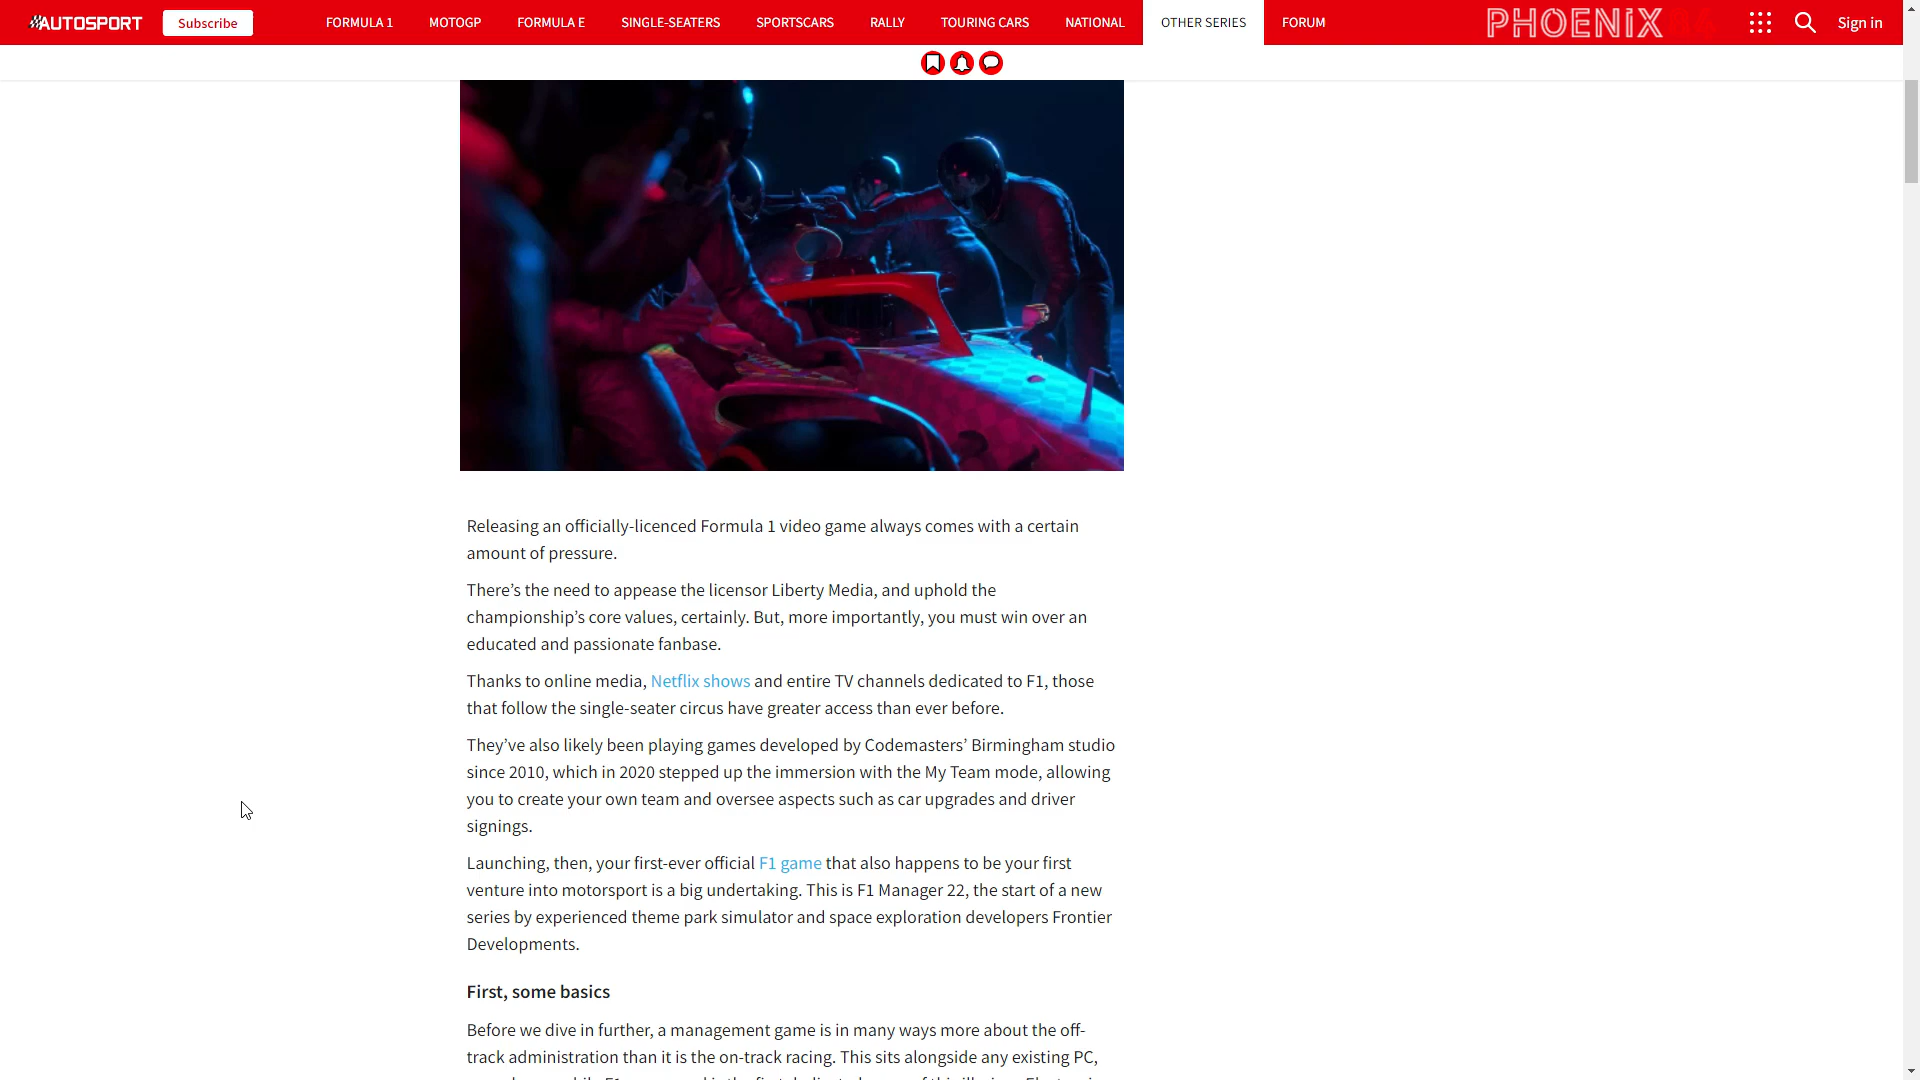 AUTOSPORT
Subscribe
FORMULA 1
MOTOGP
FORMULA E
SINGLE-SEATERS
SPORTSCARS
RALLY
TOURING CARS
NATIONAL
OTHER SERIES
FORUM
PHOENIX
Sign in
Releasing an officially-licenced Formula 1 video game always comes with a certain
amount of pressure.
There’s the need to appease the licensor Liberty Media, and uphold the
championship’s core values, certainly. But, more importantly, you must win over an
educated and passionate fanbase.
Thanks to online media, Netflix shows and entire TV channels dedicated to F1, those
that follow the single-seater circus have greater access than ever before.
They’ve also likely been playing games developed by Codemasters’ Birmingham studio
since 2010, which in 2020 stepped up the immersion with the My Team mode, allowing
you to create your own team and oversee aspects such as car upgrades and driver
signings.
Launching, then, your first-ever official F1 game that also happens to be your first
venture into motorsport is a big undertaking. This is F1 Manager 22, the start of a new
series by experienced theme park simulator and space exploration developers Frontier
Developments.
First, some basics
Before we dive in further, a management game is in many ways more about the off-
track administration than it is the on-track racing. This sits alongside any existing PC,